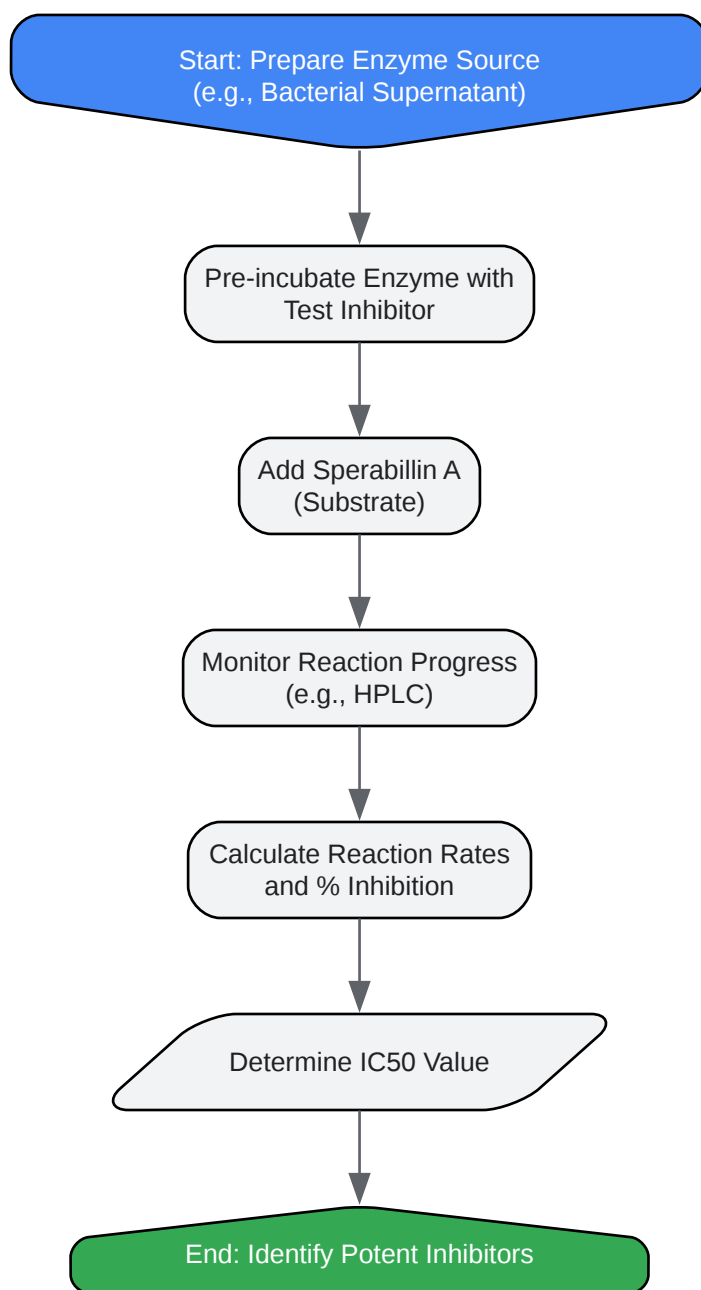 Start: Prepare Enzyme Source
(e.g., Bacterial Supernatant)
Pre-incubate Enzyme with
Test Inhibitor
Add Sperabillin A
(Substrate)
Monitor Reaction Progress
(e.g., HPLC)
Calculate Reaction Rates
and % Inhibition
Determine IC50 Value
End: Identify Potent Inhibitors